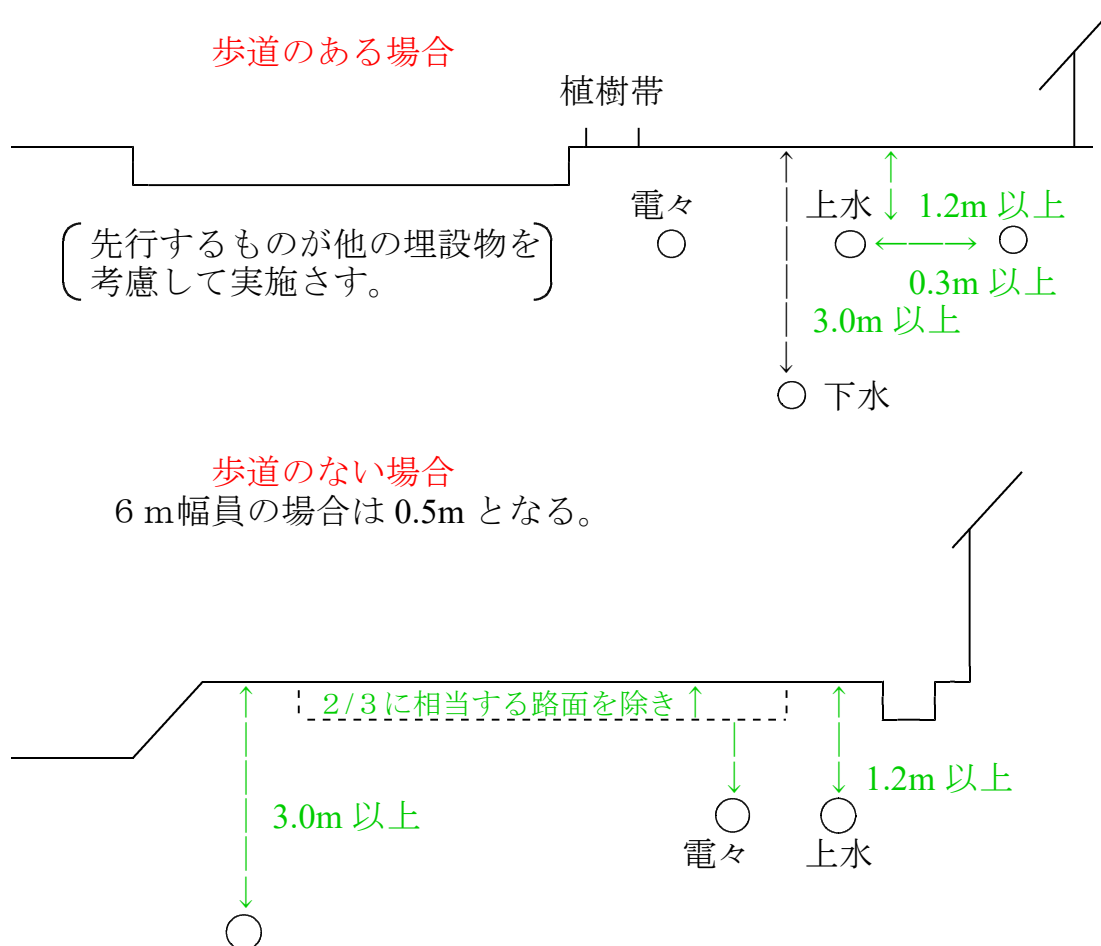 歩道のある場合
植樹帯
電々
上水
1.2m 以上
先行するものが他の埋設物を
考慮して実施さす。
0.3m 以上
3.0m 以上
下水
歩道のない場合
６ｍ幅員の場合は 0.5m となる。
２/３に相当する路面を除き
1.2m 以上
3.0m 以上
電々
上水